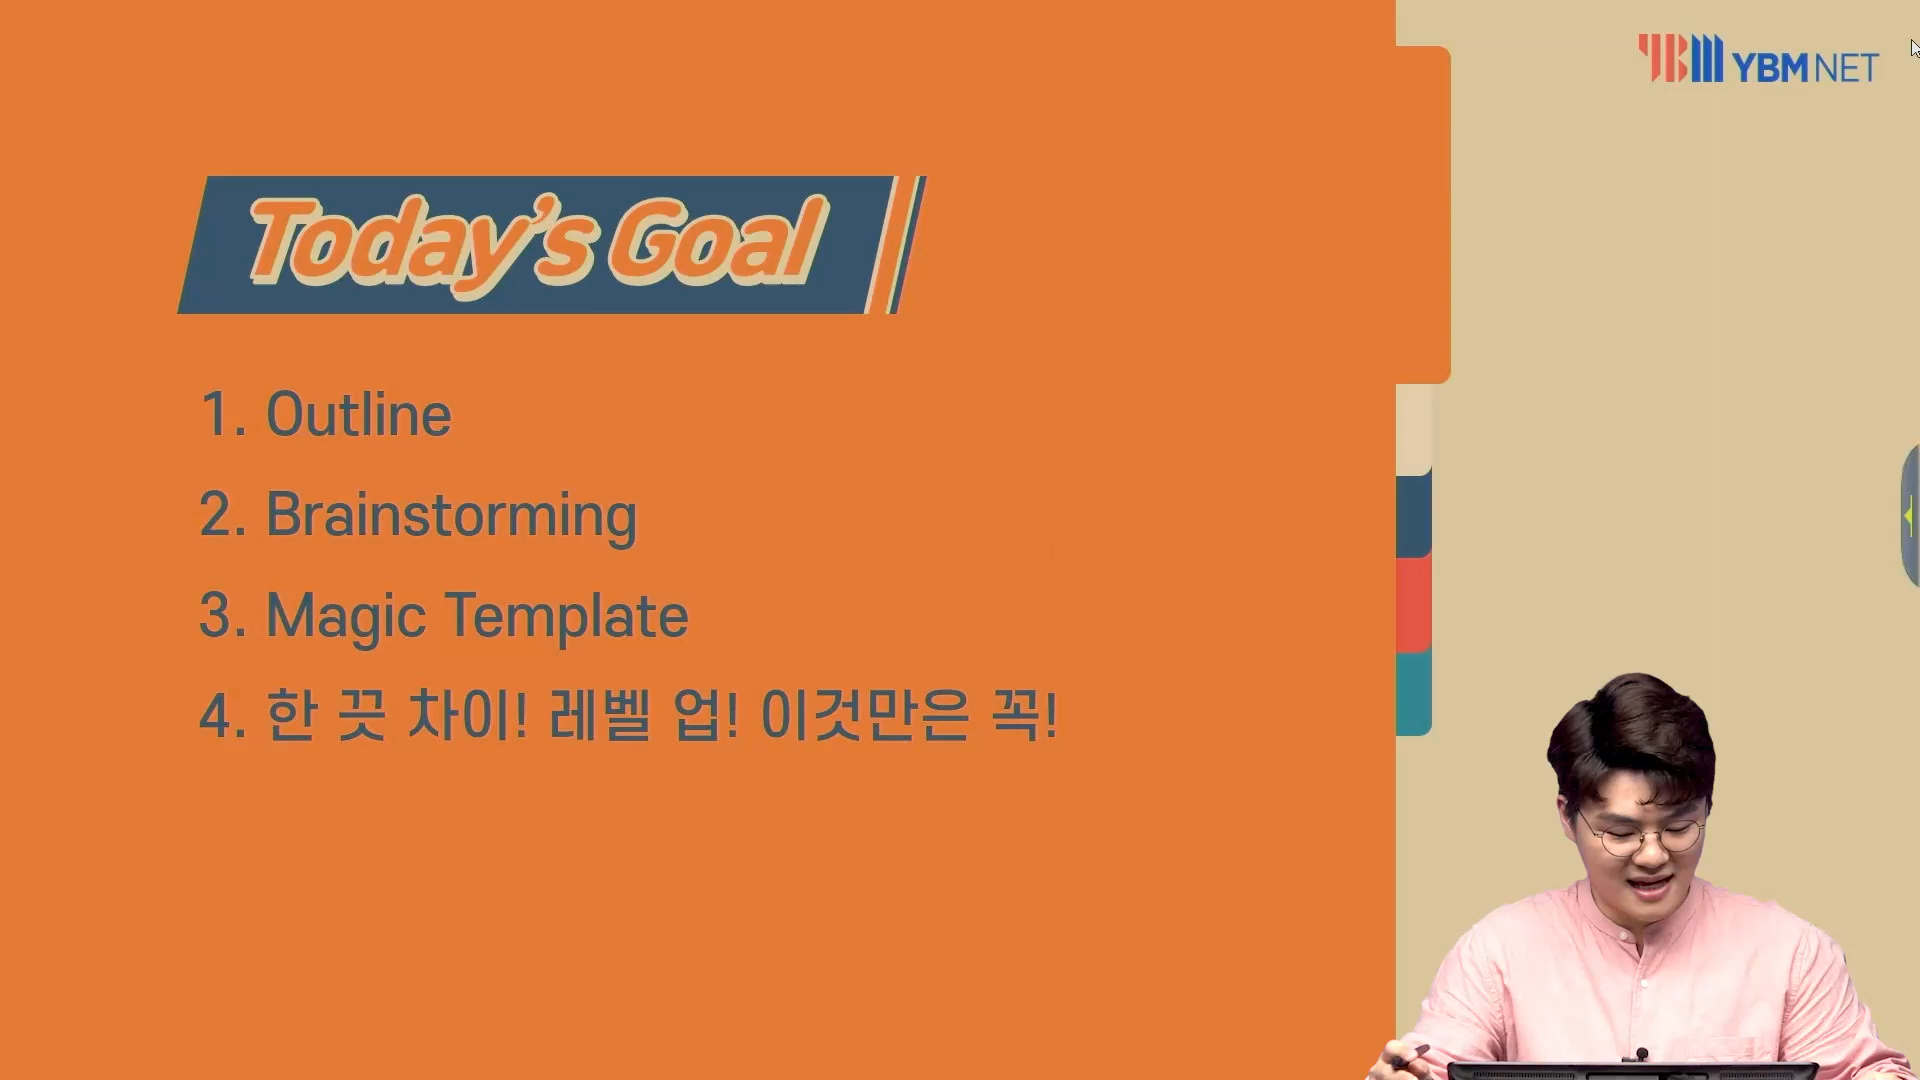 YBM YBMNET
Today's Goal
1. Outline
2. Brainstorming
3. Magic Template
4. 한 끗 차이! 레벨 업! 이것만은 꼭!